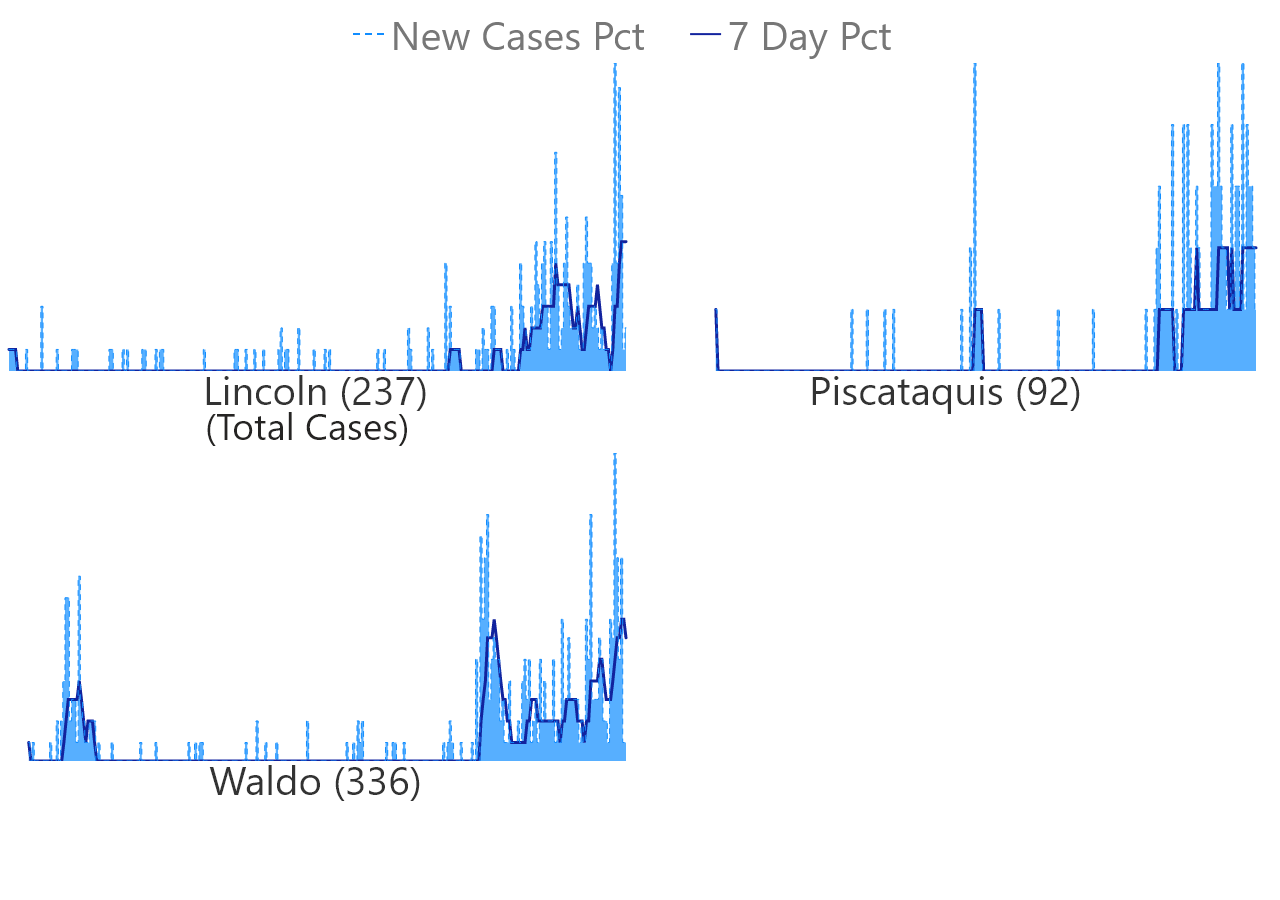 New Cases Pct 7 Day Pct
Lincoln (237)
(Total Cases)
Piscataquis (92)
Waldo (336)